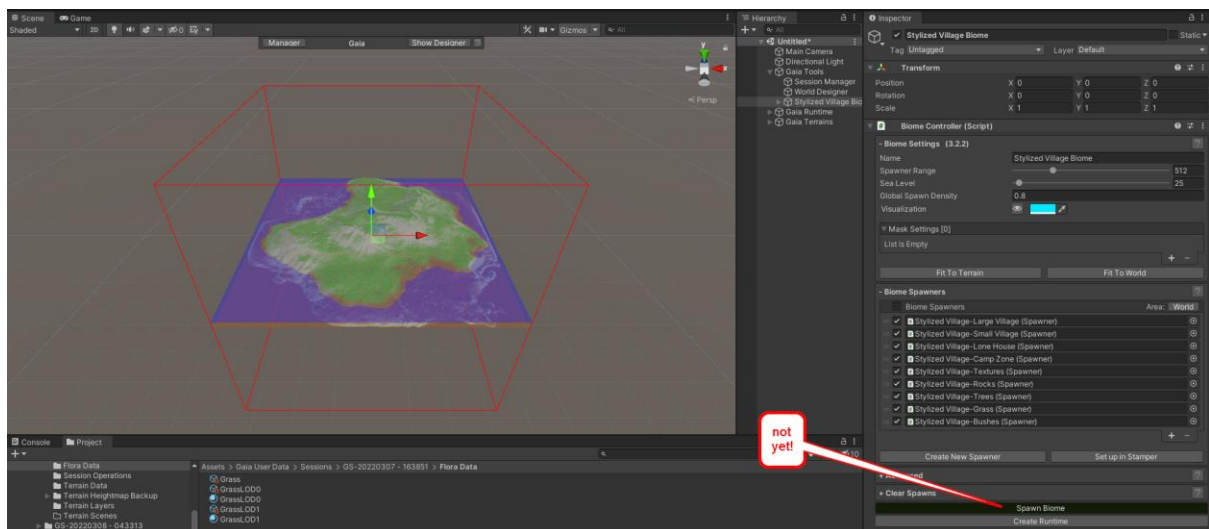 Scene Game
Shaded 2D 0 Gizmos All
Manager Gaia Show Designer
y
x
Persp
Hierarchy
All
Untitled*
Main Camera
Directional Light
Gaia Tools
Session Manager
World Designer
Stylized Village Bio
Gaia Runtime
Gaia Terrains
Inspector
Stylized Village Biome Static
Tag Untagged Layer Default
Transform
Position X 0 Y 0 Z 0
Rotation X 0 Y 0 Z 0
Scale X 1 Y 1 Z 1
Biome Controller (Script)
- Biome Settings (3.2.2)
Name Stylized Village Biome
Spawner Range 512
Sea Level 25
Global Spawn Density 0.8
Visualization
Mask Settings [0]
List is Empty
+ -
Fit To Terrain Fit To World
- Biome Spawners
Biome Spawners Area: World
Stylized Village-Large Village (Spawner)
Stylized Village-Small Village (Spawner)
Stylized Village-Lone House (Spawner)
Stylized Village-Camp Zone (Spawner)
Stylized Village-Textures (Spawner)
Stylized Village-Rocks (Spawner)
Stylized Village-Trees (Spawner)
Stylized Village-Grass (Spawner)
Stylized Village-Bushes (Spawner)
+ -
Create New Spawner Set up in Stamper
+ Clear Spawns
Spawn Biome
Create Runtime
not
yet!
Console Project
Flora Data
Session Operations
Terrain Data
Terrain Heightmap Backup
Terrain Layers
Terrain Scenes
GS-20220308 - 043313
Assets > Gaia User Data > Sessions > GS-20220307 - 163851 > Flora Data
Grass
GrassLOD0
GrassLOD0
GrassLOD1
GrassLOD1